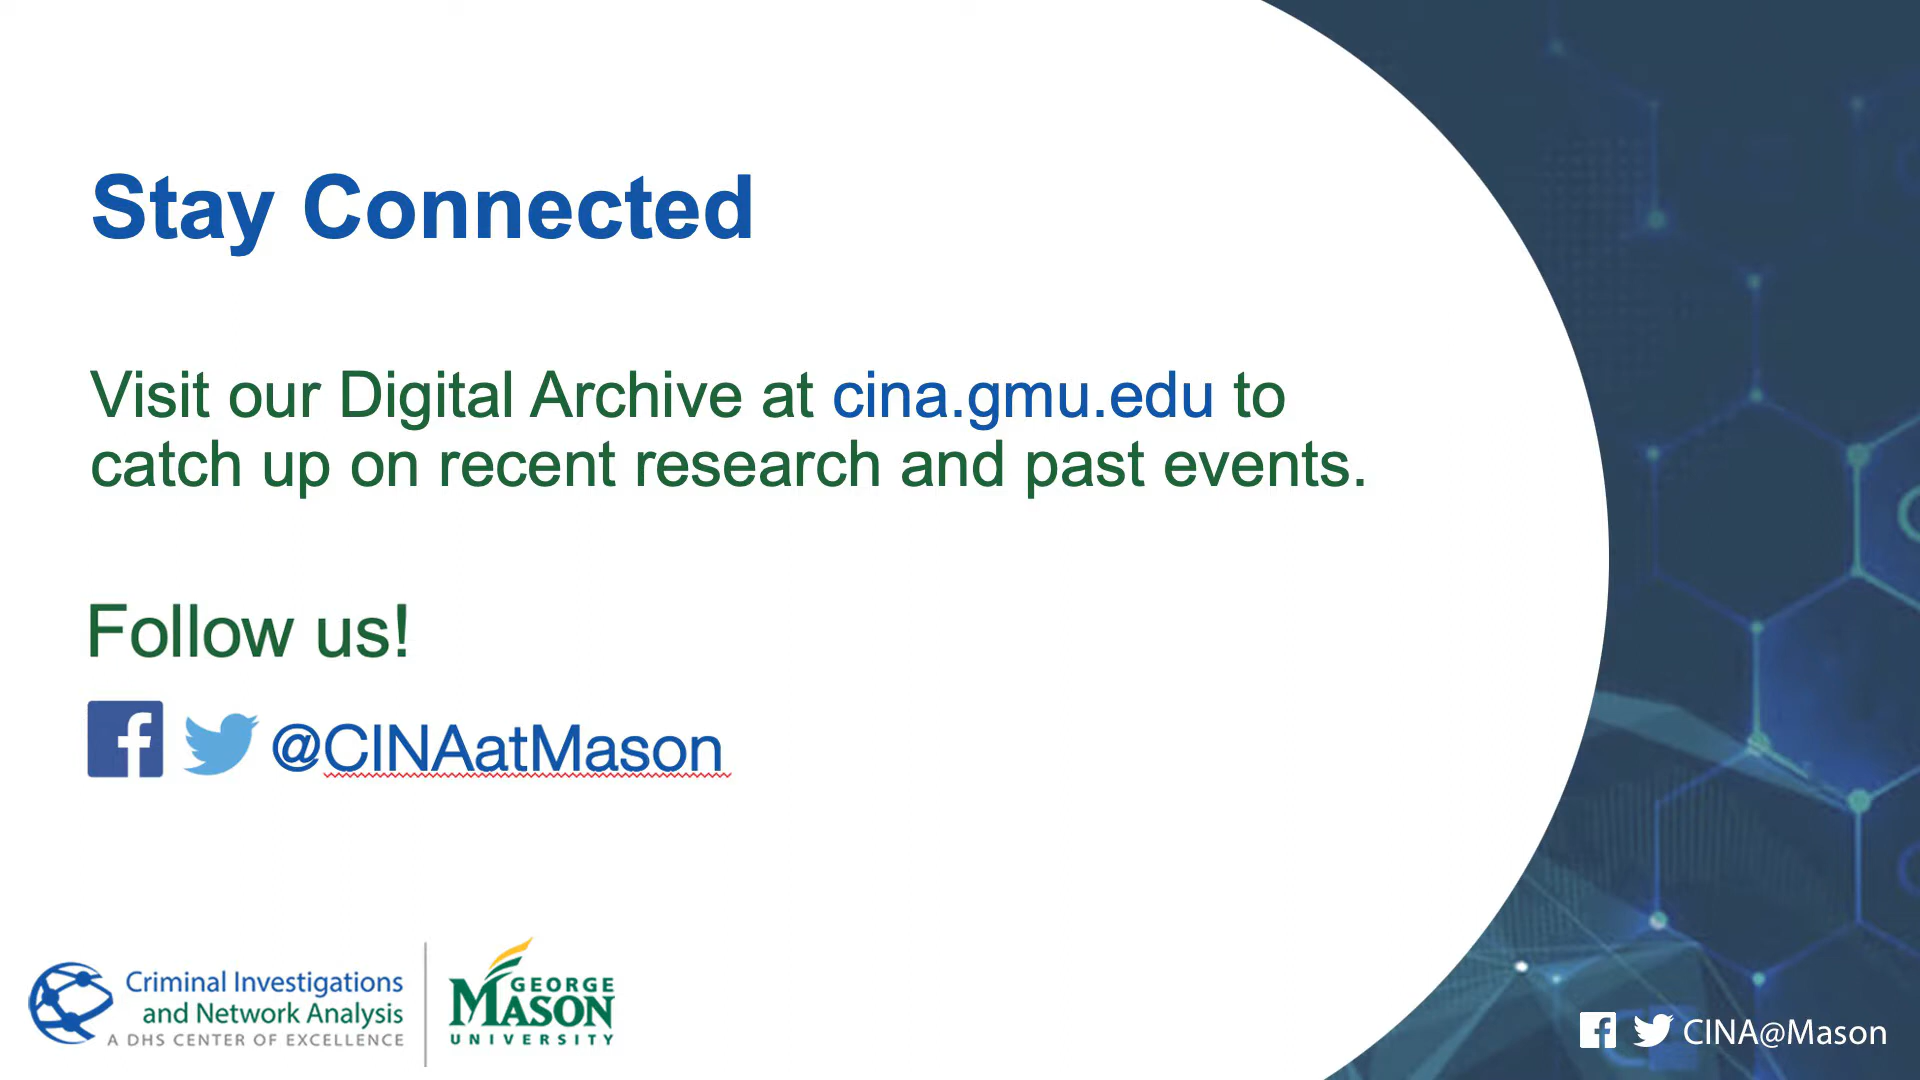 Stay Connected
Visit our Digital Archive at cina.gmu.edu to
catch up on recent research and past events.
Follow us!
@CINAatMason
Criminal Investigations
and Network Analysis
A DHS CENTER OF EXCELLENCE
GEORGE
MASON
UNIVERSITY
CINA@Mason